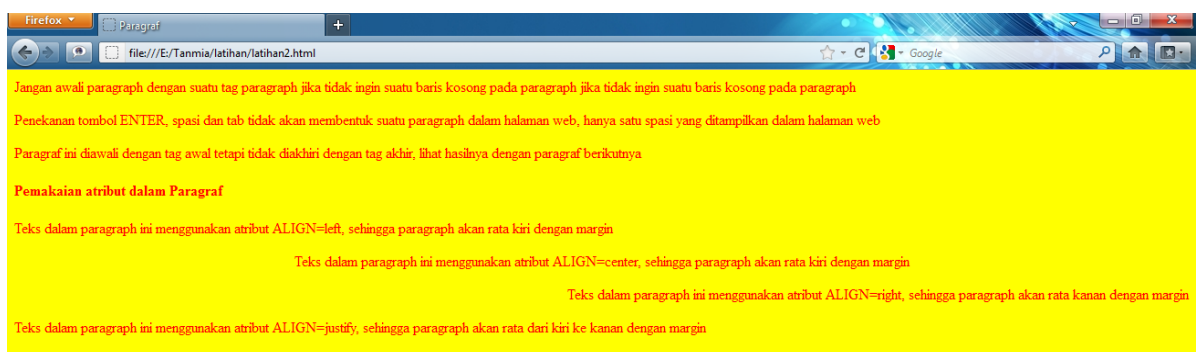 Firefox
Paragraf
+
file:///E:/Tanmia/latihan/latihan2.html
Google
Jangan awali paragraph dengan suatu tag paragraph jika tidak ingin suatu baris kosong pada paragraph jika tidak ingin suatu baris kosong pada paragraph
Penekanan tombol ENTER, spasi dan tab tidak akan membentuk suatu paragraph dalam halaman web, hanya satu spasi yang ditampilkan dalam halaman web
Paragraf ini diawali dengan tag awal tetapi tidak diakhiri dengan tag akhir, lihat hasilnya dengan paragraf berikutnya
Pemakaian atribut dalam Paragraf
Teks dalam paragraph ini menggunakan atribut ALIGN=left, sehingga paragraph akan rata kiri dengan margin
Teks dalam paragraph ini menggunakan atribut ALIGN=center, sehingga paragraph akan rata kiri dengan margin
Teks dalam paragraph ini menggunakan atribut ALIGN=right, sehingga paragraph akan rata kanan dengan margin
Teks dalam paragraph ini menggunakan atribut ALIGN=justify, sehingga paragraph akan rata dari kiri ke kanan dengan margin